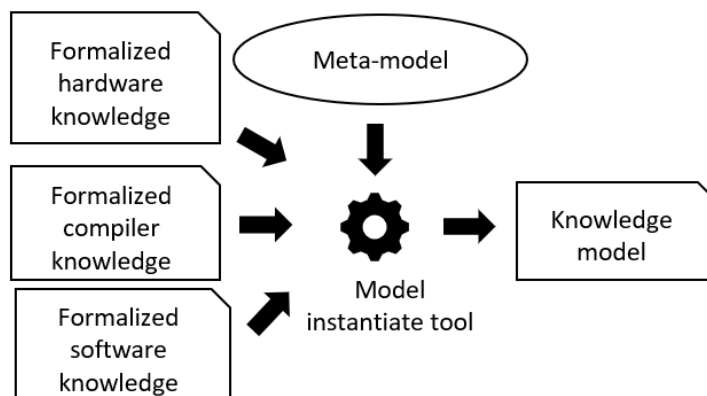 Formalized
hardware
knowledge
Meta-model
Formalized
compiler
knowledge
Knowledge
model
Model
instantiate tool
Formalized
software
knowledge